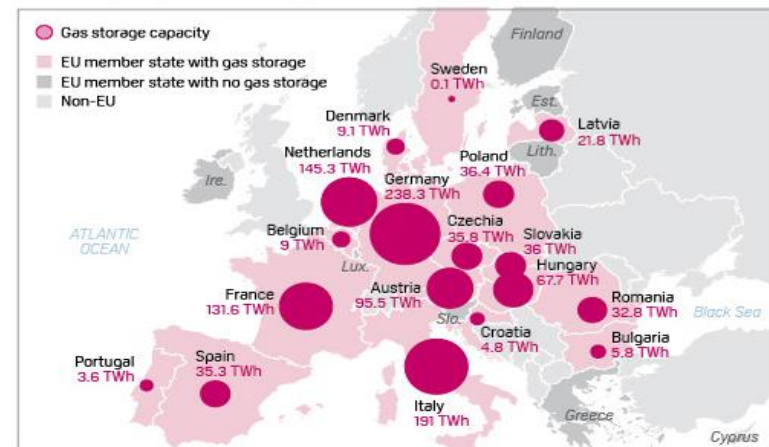 Gas storage capacity
EU member state with gas storage
EU member state with no gas storage
Non-EU
Finland
Sweden
0.1 TWh
Est.
Denmark
9.1 TWh
Latvia
21.8 TWh
Lith.
Netherlands
145.3 TWh
Poland
36.4 TWh
Ire.
Germany
238.3 TWh
ATLANTIC
OCEAN
Belgium
9 TWh
Czechia
35.8 TWh
Slovakia
36 TWh
Lux.
Hungary
67.7 TWh
France
131.6 TWh
Austria
95.5 TWh
Romania
32.8 TWh
Black Sea
Slo.
Croatia
4.8 TWh
Bulgaria
5.8 TWh
Portugal
3.6 TWh
Spain
35.3 TWh
Italy
191 TWh
Greece
Cyprus